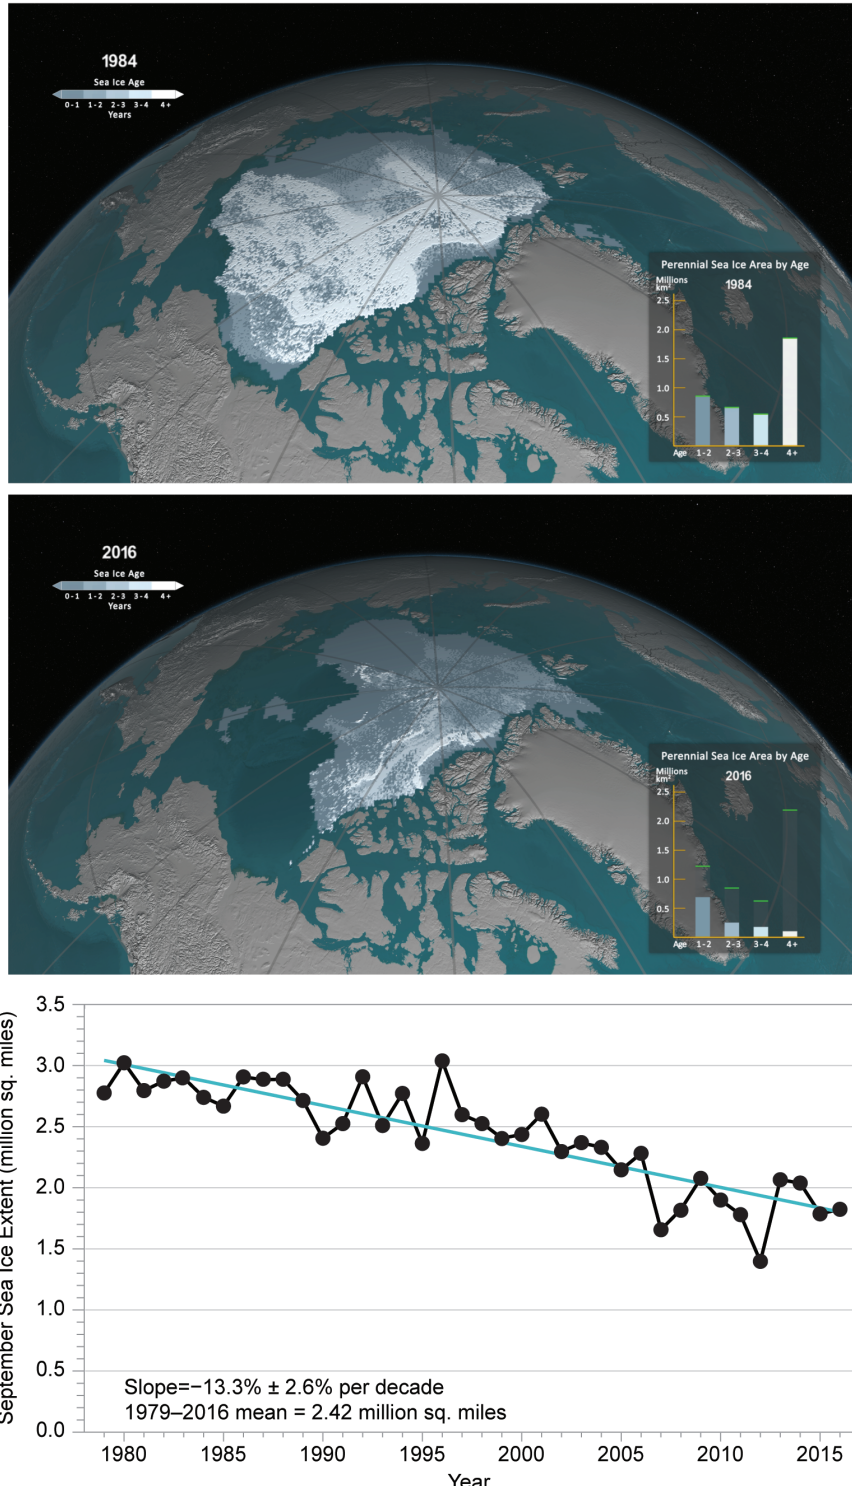 1984
Sea Ice Age
0-1 1-2 2-3 3-4 4+
Years
Perennial Sea Ice Area by Age
Millions
km²
1984
2.5
2.0
1.5
1.0
0.5
Age 1-2 2-3 3-4 4+
2016
Sea Ice Age
0-1 1-2 2-3 3-4 4+
Years
Perennial Sea Ice Area by Age
Millions
km²
2016
2.5
2.0
1.5
1.0
0.5
Age 1-2 2-3 3-4 4+
September Sea Ice Extent (million sq. miles)
3.5
3.0
2.5
2.0
1.5
1.0
0.5
0.0
Slope=−13.3% ± 2.6% per decade
1979–2016 mean = 2.42 million sq. miles
1980 1985 1990 1995 2000 2005 2010 2015
Year